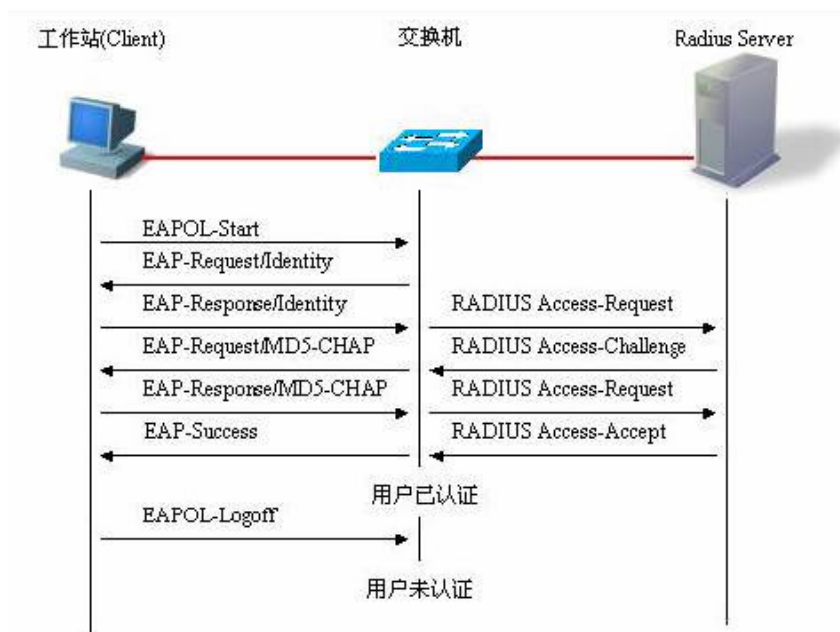 工作站(Client)
交换机
Radius Server
EAPOL-Start
EAP-Request/Identity
EAP-Response/Identity
RADIUS Access-Request
EAP-Request/MD5-CHAP
RADIUS Access-Challenge
EAP-Response/MD5-CHAP
RADIUS Access-Request
EAP-Success
RADIUS Access-Accept
用户已认证
EAPOL-Logoff
用户未认证